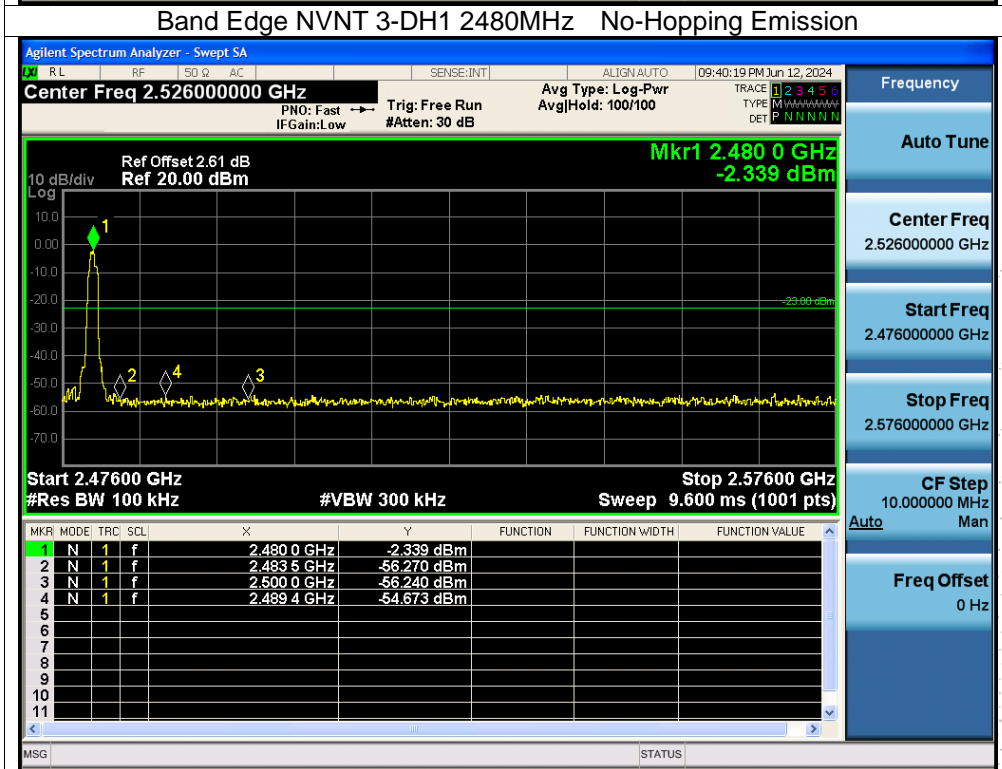 Band Edge NVNT 3-DH1 2480MHz No-Hopping Emission
Agilent Spectrum Analyzer - Swept SA
LXI RL RF 50 Ω AC SENSE:INT ALIGN AUTO 09:40:19 PM Jun 12, 2024
Center Freq 2.526000000 GHz
PNO: Fast
IFGain:Low
Trig: Free Run
#Atten: 30 dB
Avg Type: Log-Pwr
Avg|Hold: 100/100
TRACE 1 2 3 4 5 6
TYPE MWWWWW
DET P N N N N N
Mkr1 2.480 0 GHz
-2.339 dBm
Ref Offset 2.61 dB
10 dB/div Ref 20.00 dBm
Log
10.0
0.00
-10.0
-20.0
-30.0
-40.0
-50.0
-60.0
-70.0
1
2
4
3
-23.00 dBm
Start 2.47600 GHz Stop 2.57600 GHz
#Res BW 100 kHz #VBW 300 kHz Sweep 9.600 ms (1001 pts)
MKR MODE TRC SCL X Y FUNCTION FUNCTION WIDTH FUNCTION VALUE
1 N 1 f 2.480 0 GHz -2.339 dBm
2 N 1 f 2.483 5 GHz -56.270 dBm
3 N 1 f 2.500 0 GHz -56.240 dBm
4 N 1 f 2.489 4 GHz -54.673 dBm
5
6
7
8
9
10
11
MSG STATUS
Frequency
Auto Tune
Center Freq
2.526000000 GHz
Start Freq
2.476000000 GHz
Stop Freq
2.576000000 GHz
CF Step
10.000000 MHz
Auto Man
Freq Offset
0 Hz